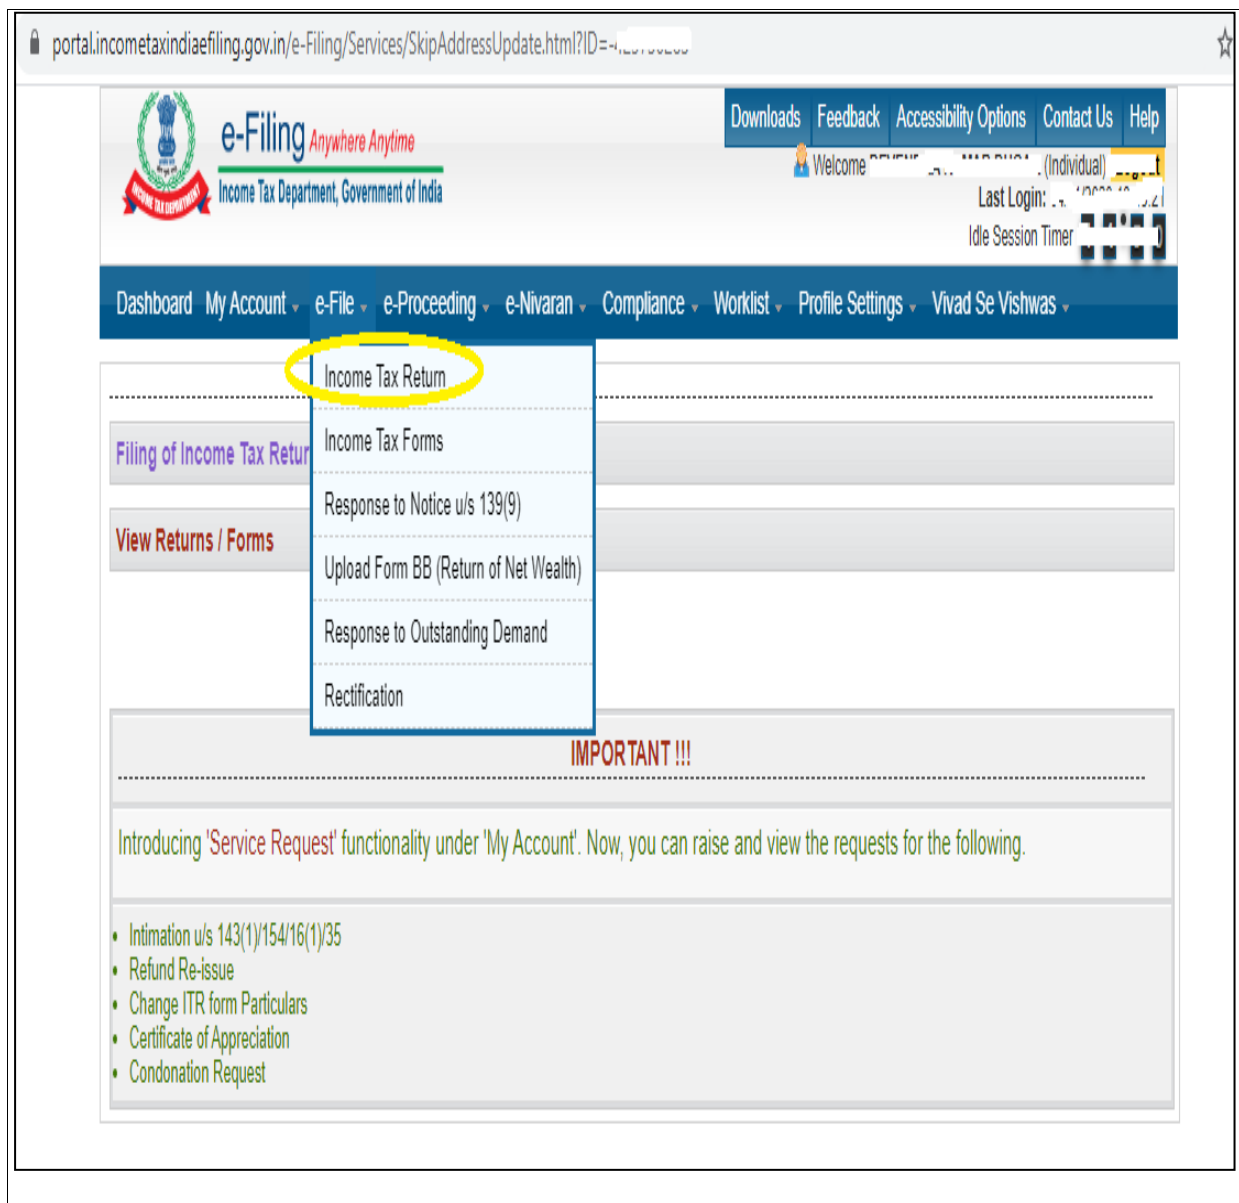 portal.incometaxindiaefiling.gov.in/e-Filing/Services/SkipAddressUpdate.html?ID=
Downloads Feedback Accessibility Options Contact Us Help
e-Filing Anywhere Anytime
Income Tax Department, Government of India
INCOME TAX DEPARTMENT
Welcome (Individual) Logout
Last Login:
Idle Session Timer
Dashboard My Account e-File e-Proceeding e-Nivaran Compliance Worklist Profile Settings Vivad Se Vishwas
Income Tax Return
Income Tax Forms
Filing of Income Tax Retur
Response to Notice u/s 139(9)
View Returns / Forms
Upload Form BB (Return of Net Wealth)
Response to Outstanding Demand
Rectification
IMPORTANT !!!
Introducing 'Service Request' functionality under 'My Account'. Now, you can raise and view the requests for the following.
• Intimation u/s 143(1)/154/16(1)/35
• Refund Re-issue
• Change ITR form Particulars
• Certificate of Appreciation
• Condonation Request